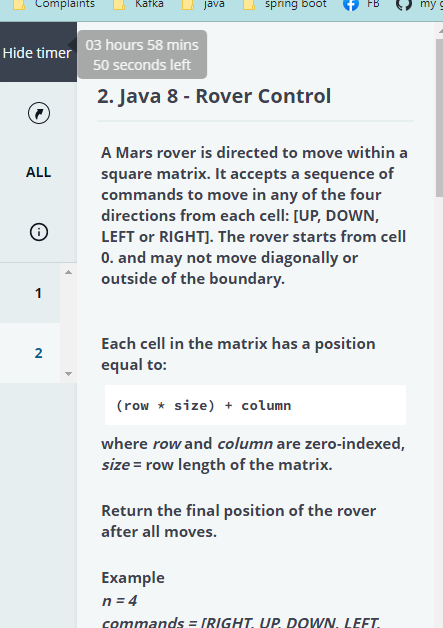 Complaints Kafka java spring boot FB my g
Hide timer
03 hours 58 mins
50 seconds left
2. Java 8 - Rover Control
ALL
A Mars rover is directed to move within a
square matrix. It accepts a sequence of
commands to move in any of the four
directions from each cell: [UP, DOWN,
LEFT or RIGHT]. The rover starts from cell
0. and may not move diagonally or
outside of the boundary.
1
2
Each cell in the matrix has a position
equal to:
(row * size) + column
where row and column are zero-indexed,
size = row length of the matrix.
Return the final position of the rover
after all moves.
Example
n = 4
commands = [RIGHT, UP, DOWN, LEFT,